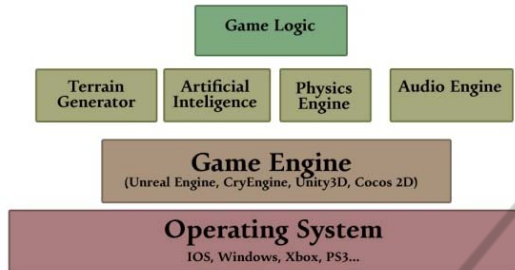 Game Logic
Terrain
Generator
Artificial
Inteligence
Physics
Engine
Audio Engine
Game Engine
(Unreal Engine, CryEngine, Unity3D, Cocos 2D)
Operating System
IOS, Windows, Xbox, PS3...